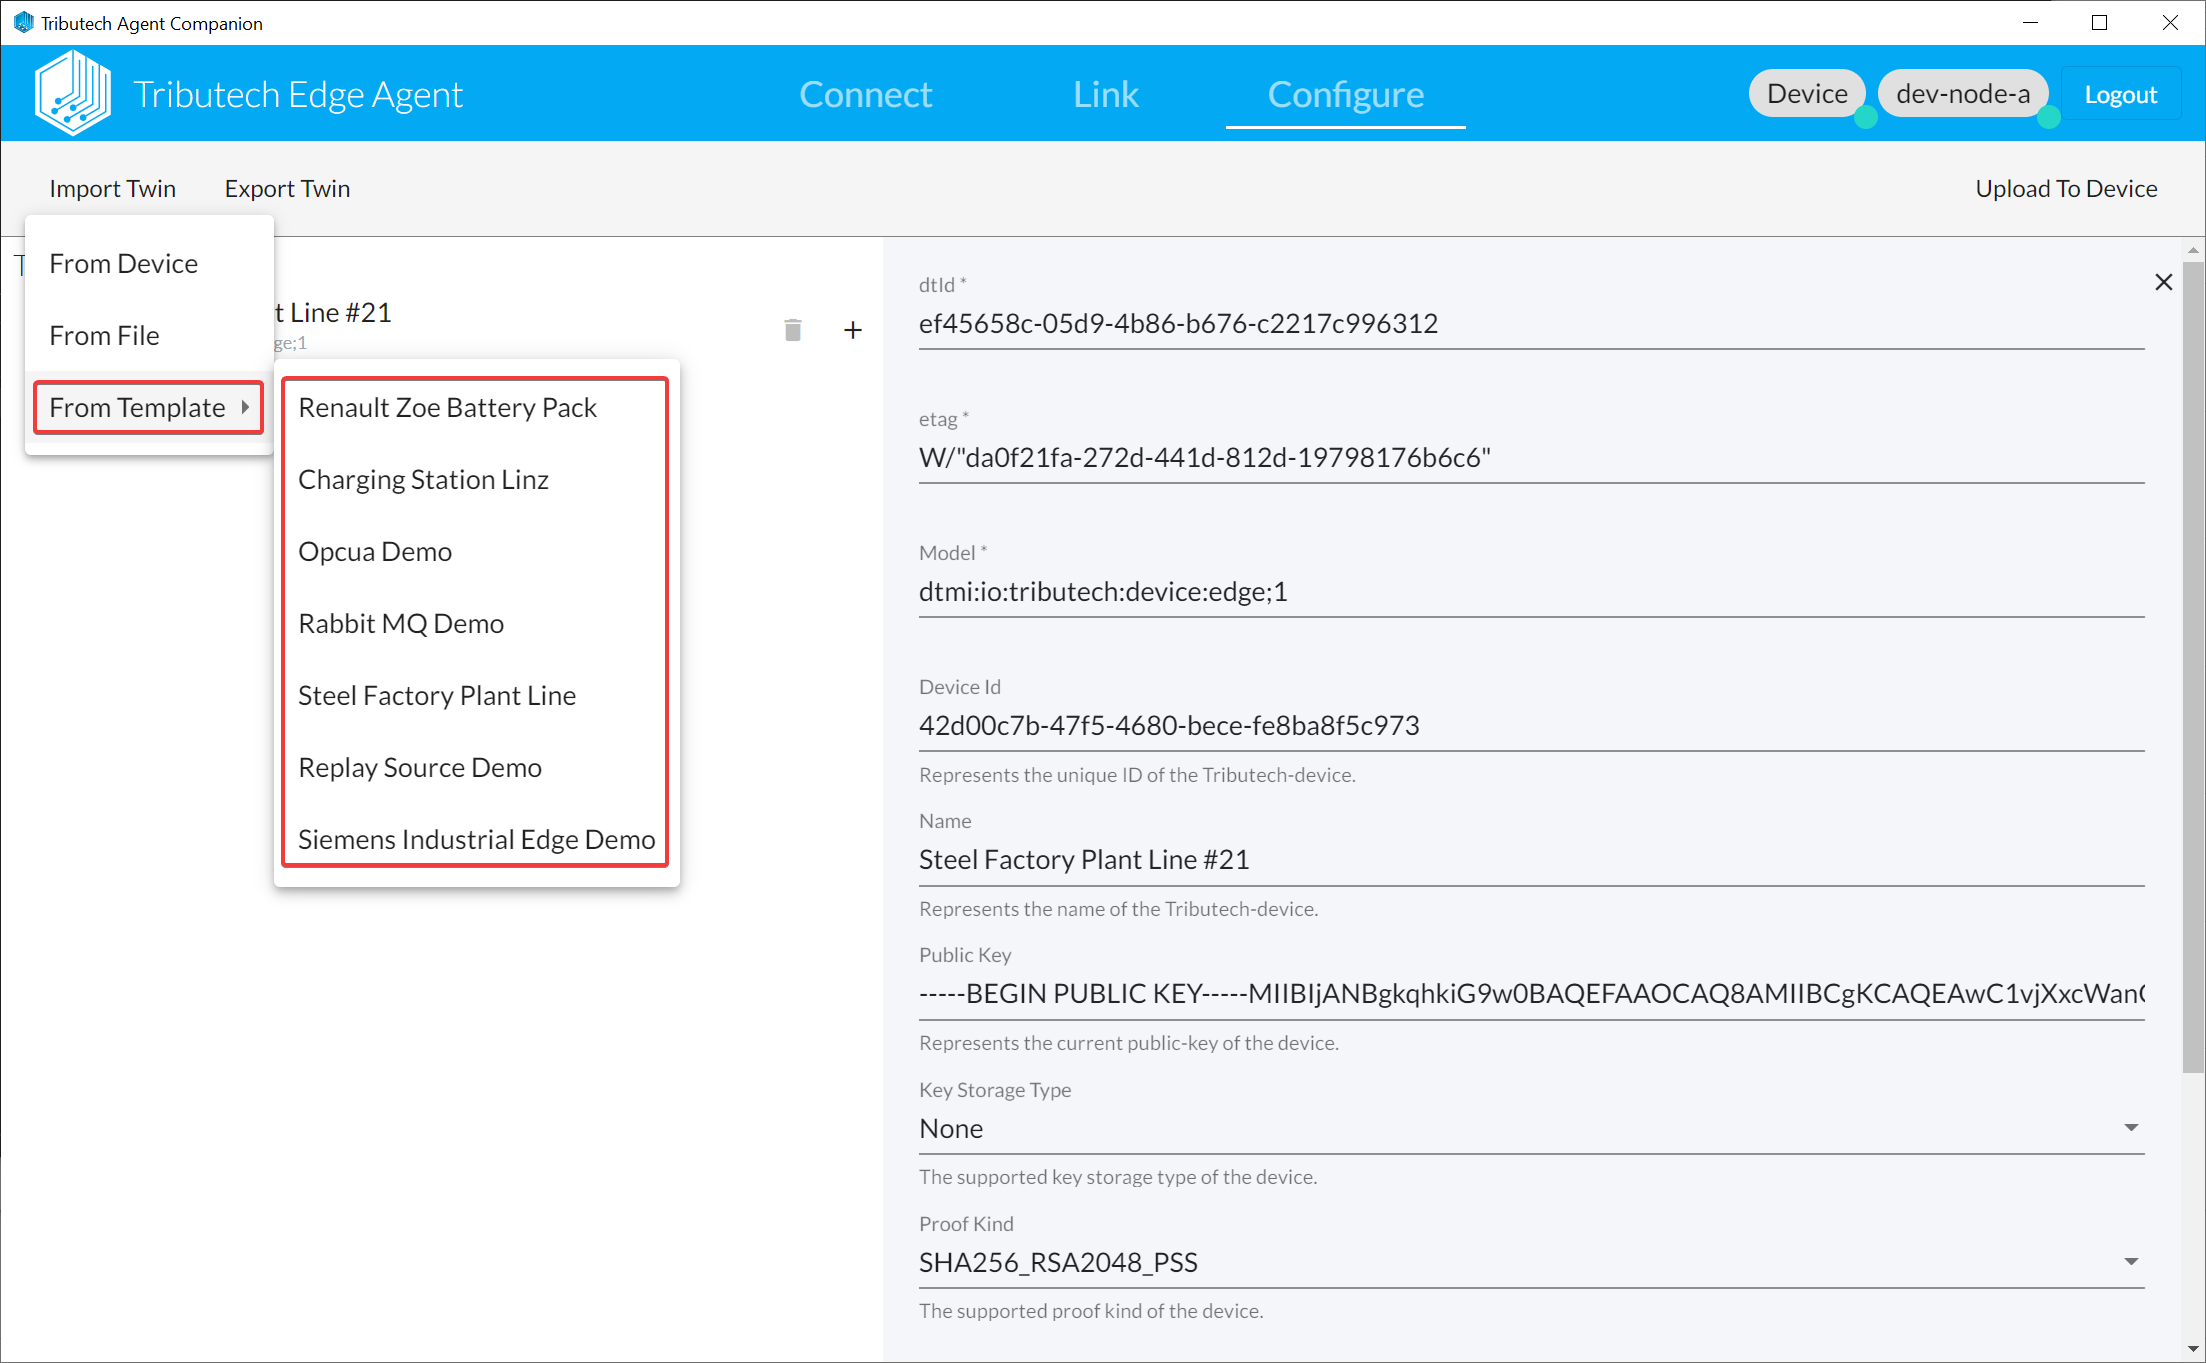 Tributech Agent Companion
Tributech Edge Agent
Connect
Link
Configure
Device
dev-node-a
Logout
Import Twin
Export Twin
Upload To Device
From Device
From File
From Template
t Line #21
ge;1
Renault Zoe Battery Pack
Charging Station Linz
Opcua Demo
Rabbit MQ Demo
Steel Factory Plant Line
Replay Source Demo
Siemens Industrial Edge Demo
dtId *
ef45658c-05d9-4b86-b676-c2217c996312
etag *
W/"da0f21fa-272d-441d-812d-19798176b6c6"
Model *
dtmi:io:tributech:device:edge;1
Device Id
42d00c7b-47f5-4680-bece-fe8ba8f5c973
Represents the unique ID of the Tributech-device.
Name
Steel Factory Plant Line #21
Represents the name of the Tributech-device.
Public Key
-----BEGIN PUBLIC KEY-----MIIBIjANBgkqhkiG9w0BAQEFAAOCAQ8AMIIBCgKCAQEAwC1vjXxcWan
Represents the current public-key of the device.
Key Storage Type
None
The supported key storage type of the device.
Proof Kind
SHA256_RSA2048_PSS
The supported proof kind of the device.